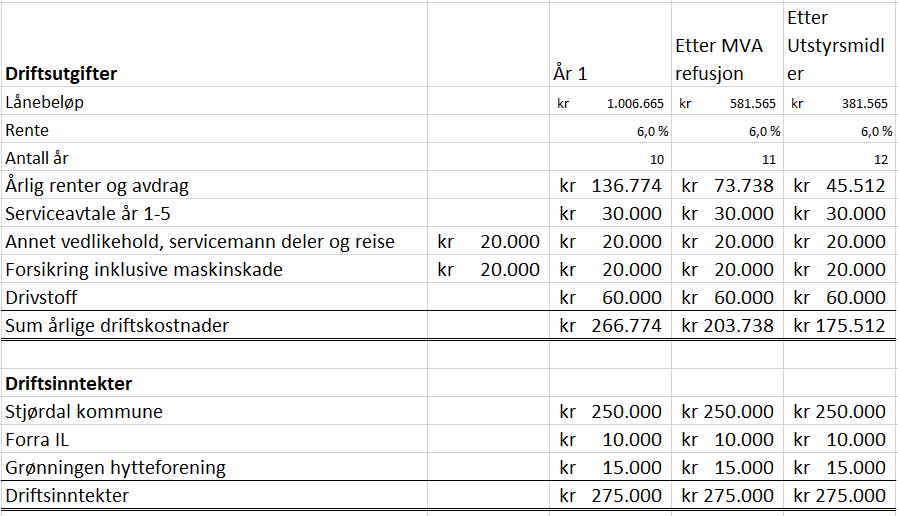 Driftsutgifter År 1 Etter MVA refusjon Etter Utstyrsmidler
Lånebeløp kr 1.006.665 kr 581.565 kr 381.565
Rente 6,0 % 6,0 % 6,0 %
Antall år 10 11 12
Årlig renter og avdrag kr 136.774 kr 73.738 kr 45.512
Serviceavtale år 1-5 kr 30.000 kr 30.000 kr 30.000
Annet vedlikehold, servicemann deler og reise kr 20.000 kr 20.000 kr 20.000 kr 20.000
Forsikring inklusive maskinskade kr 20.000 kr 20.000 kr 20.000 kr 20.000
Drivstoff kr 60.000 kr 60.000 kr 60.000
Sum årlige driftskostnader kr 266.774 kr 203.738 kr 175.512
Driftsinntekter
Stjørdal kommune kr 250.000 kr 250.000 kr 250.000
Forra IL kr 10.000 kr 10.000 kr 10.000
Grønningen hytteforening kr 15.000 kr 15.000 kr 15.000
Driftsinntekter kr 275.000 kr 275.000 kr 275.000